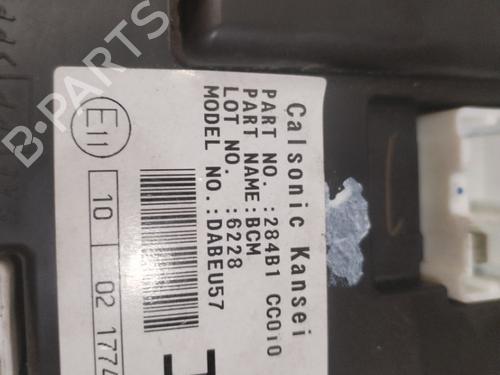 Calsonic Kansei
PART NO. :284B1 CC0i0
PART NAME:BCM
LOT NO. :6228
MODEL NO.:DABEU57
E11
10
02 1774
B-PARTS